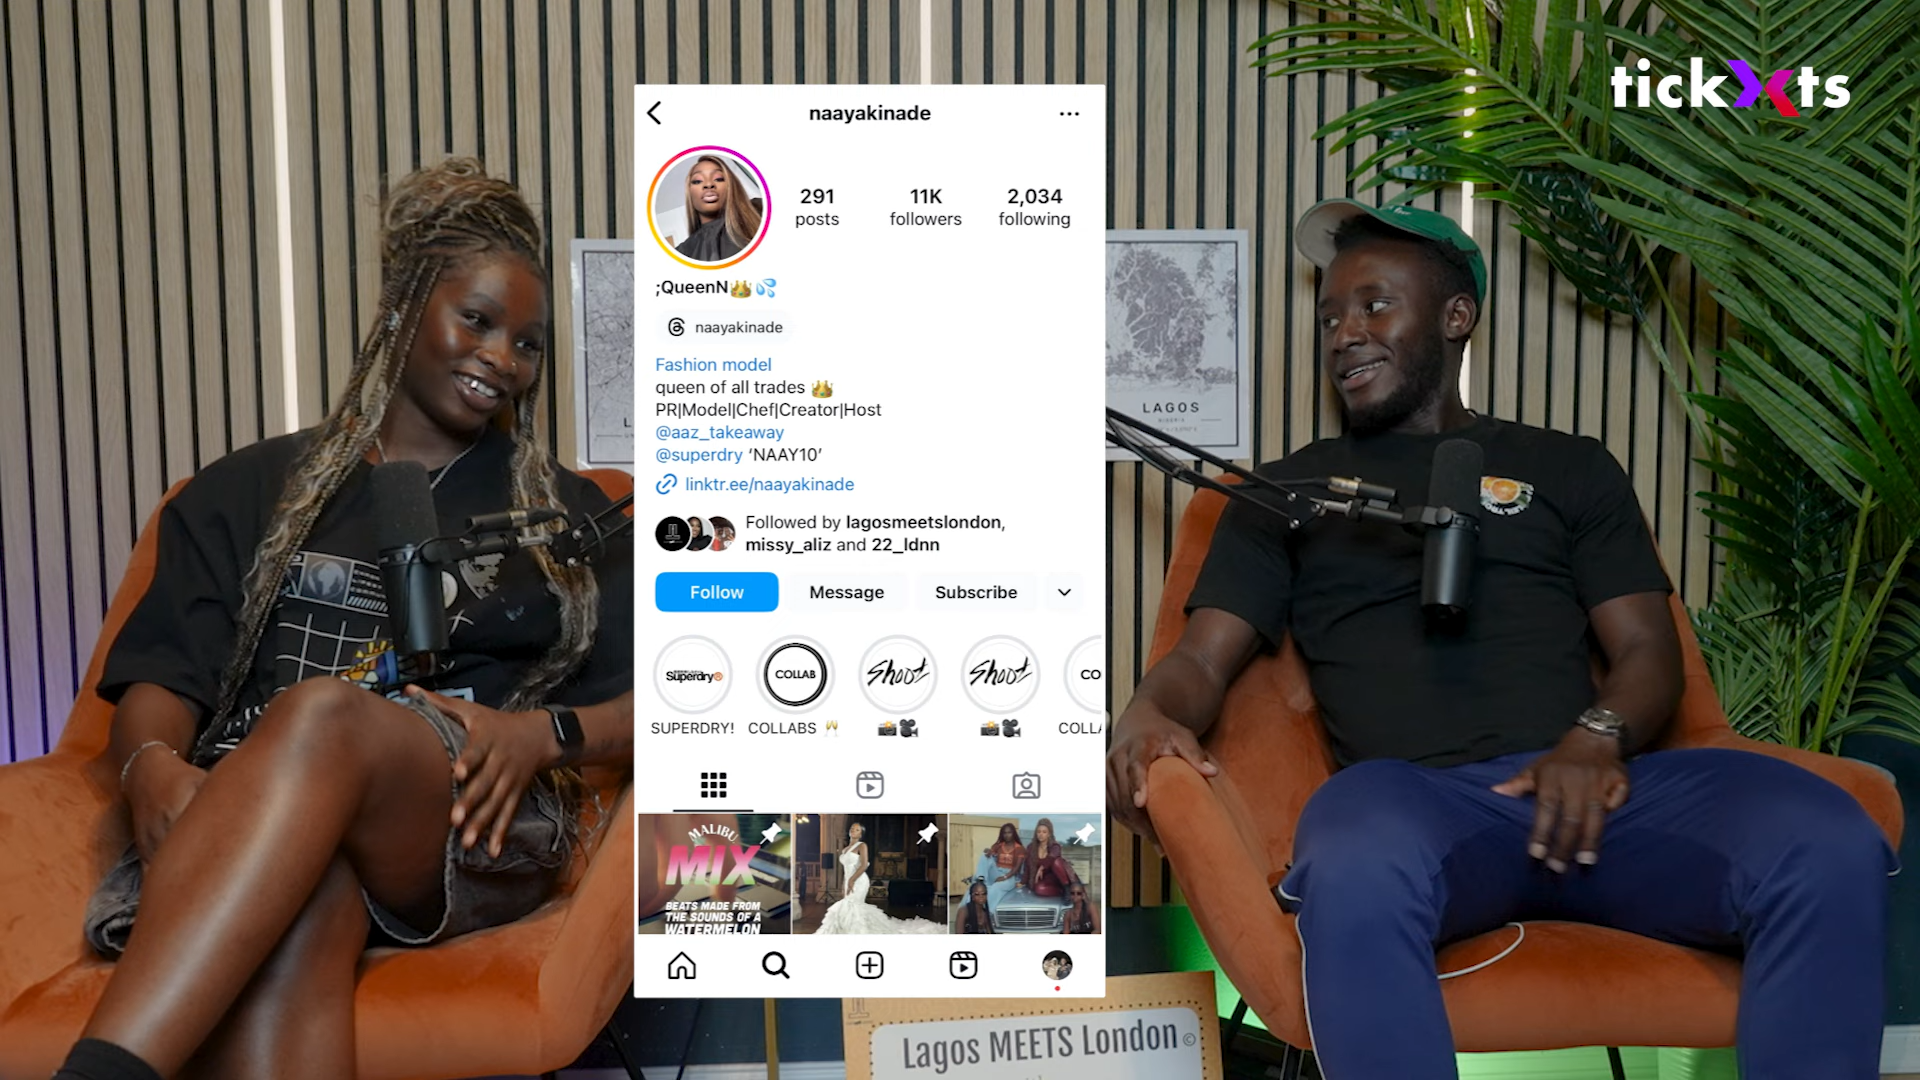 tickXts
naayakinade
291
posts
11K
followers
2,034
following
;QueenN👑💦
naayakinade
Fashion model
queen of all trades 👑
PR|Model|Chef|Creator|Host
@aaz_takeaway
@superdry ‘NAAY10’
linktr.ee/naayakinade
Followed by lagosmeetslondon,
missy_aliz and 22_ldnn
Follow
Message
Subscribe
Superdry®
COLLAB
Shoot
Shoot
CO
SUPERDRY!
COLLABS 🥂
📸🎥
📸🎥
COLLA
MALIBU
MIX
BEATS MADE FROM
THE SOUNDS OF A
WATERMELON
L
LAGOS
Lagos MEETS London ©